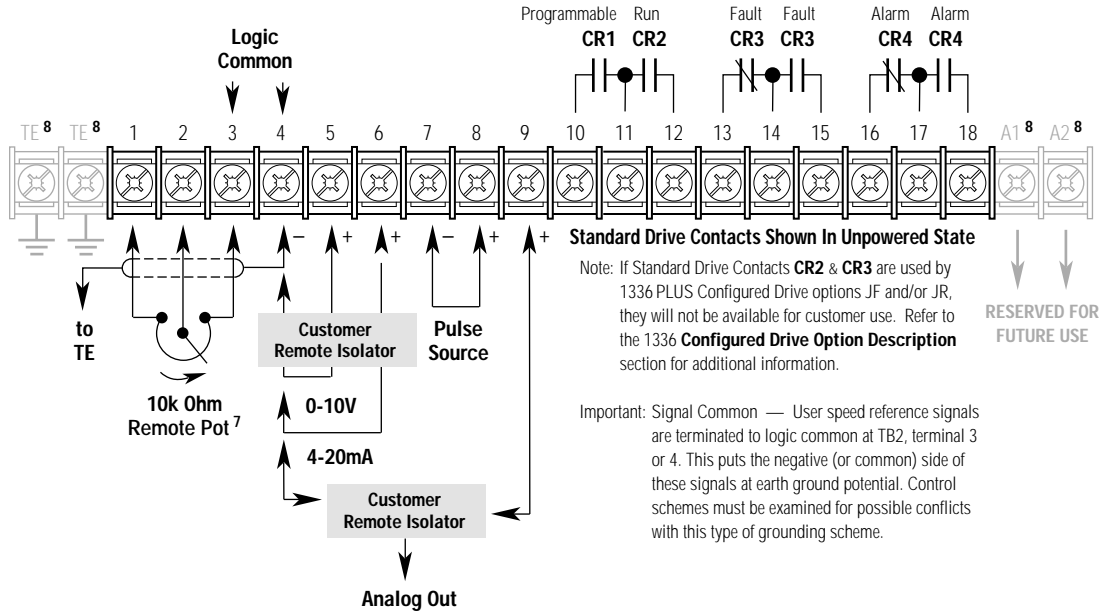 Programmable Run Fault Fault Alarm Alarm
CR1 CR2 CR3 CR3 CR4 CR4
Logic
Common
TE 8 TE 8 1 2 3 4 5 6 7 8 9 10 11 12 13 14 15 16 17 18 A1 8 A2 8
– + + – + +
to
TE
10k Ohm
Remote Pot 7
Customer
Remote Isolator
0-10V
4-20mA
Customer
Remote Isolator
Analog Out
Pulse
Source
Standard Drive Contacts Shown In Unpowered State
Note: If Standard Drive Contacts CR2 & CR3 are used by
1336 PLUS Configured Drive options JF and/or JR,
they will not be available for customer use. Refer to
the 1336 Configured Drive Option Description
section for additional information.
Important: Signal Common — User speed reference signals
are terminated to logic common at TB2, terminal 3
or 4. This puts the negative (or common) side of
these signals at earth ground potential. Control
schemes must be examined for possible conflicts
with this type of grounding scheme.
RESERVED FOR
FUTURE USE